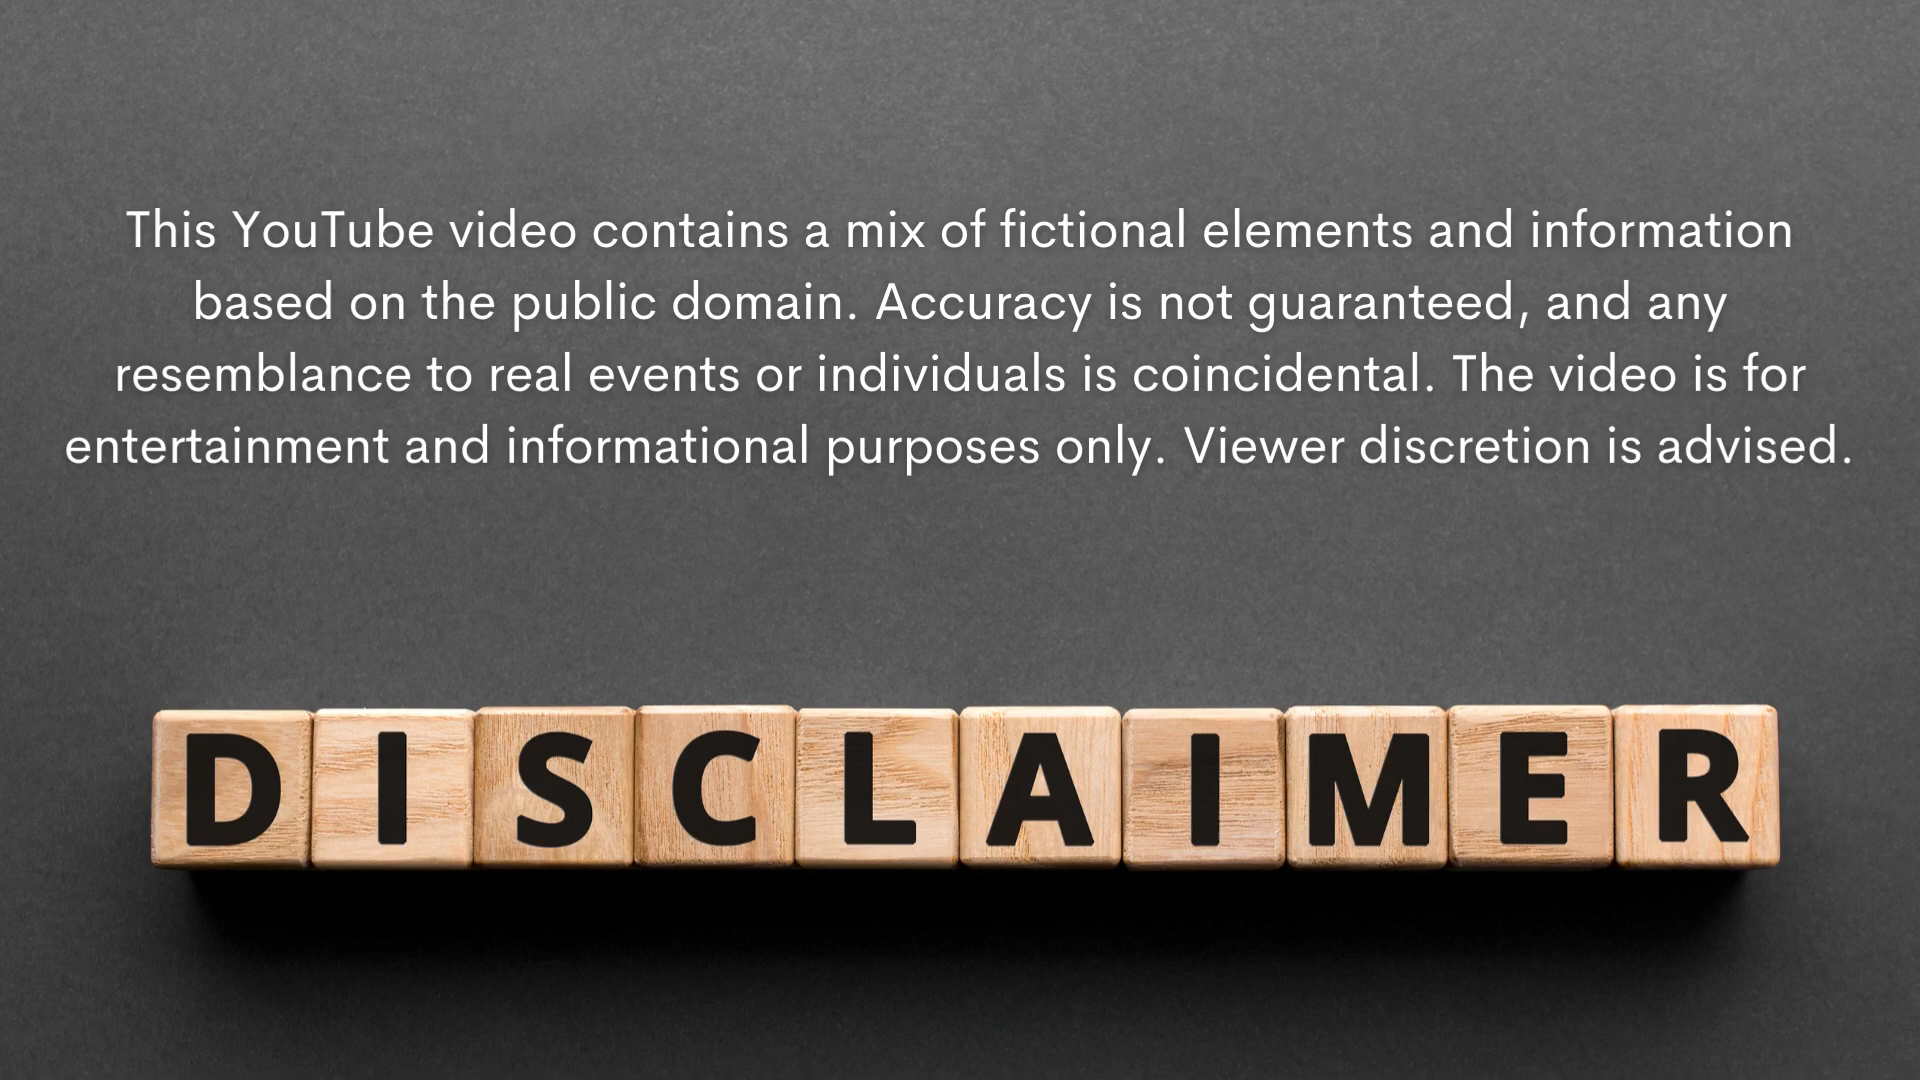 This YouTube video contains a mix of fictional elements and information
based on the public domain. Accuracy is not guaranteed, and any
resemblance to real events or individuals is coincidental. The video is for
entertainment and informational purposes only. Viewer discretion is advised.
DISCLAIMER